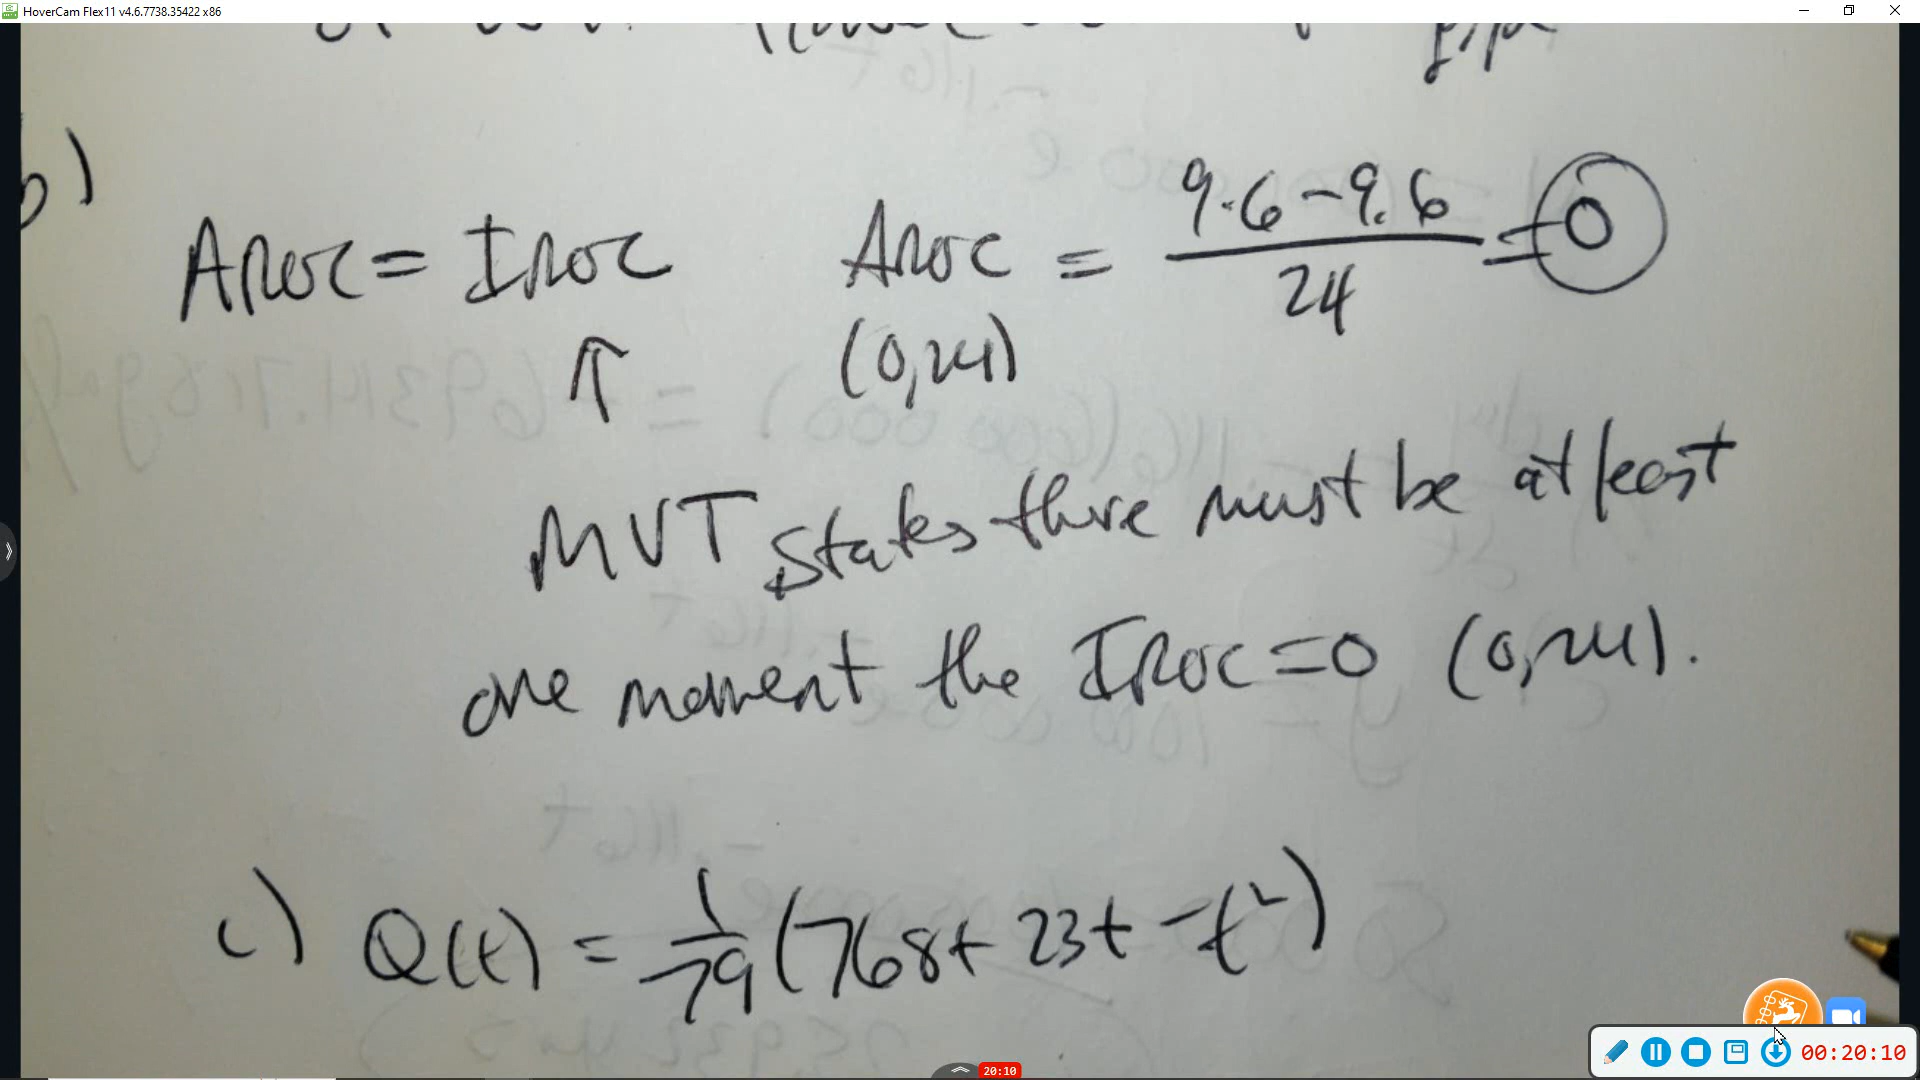 HoverCam Flex11 v4.6.7738.35422 x86
b)
AROC = IROC
AROC = 9.6 - 9.6 / 24 = 0
(0,24)
MVT states there must be at least
one moment the IROC = 0 (0,24).
c) Q(t) = 1/79 (768 + 23t - t²)
00:20:10
20:10